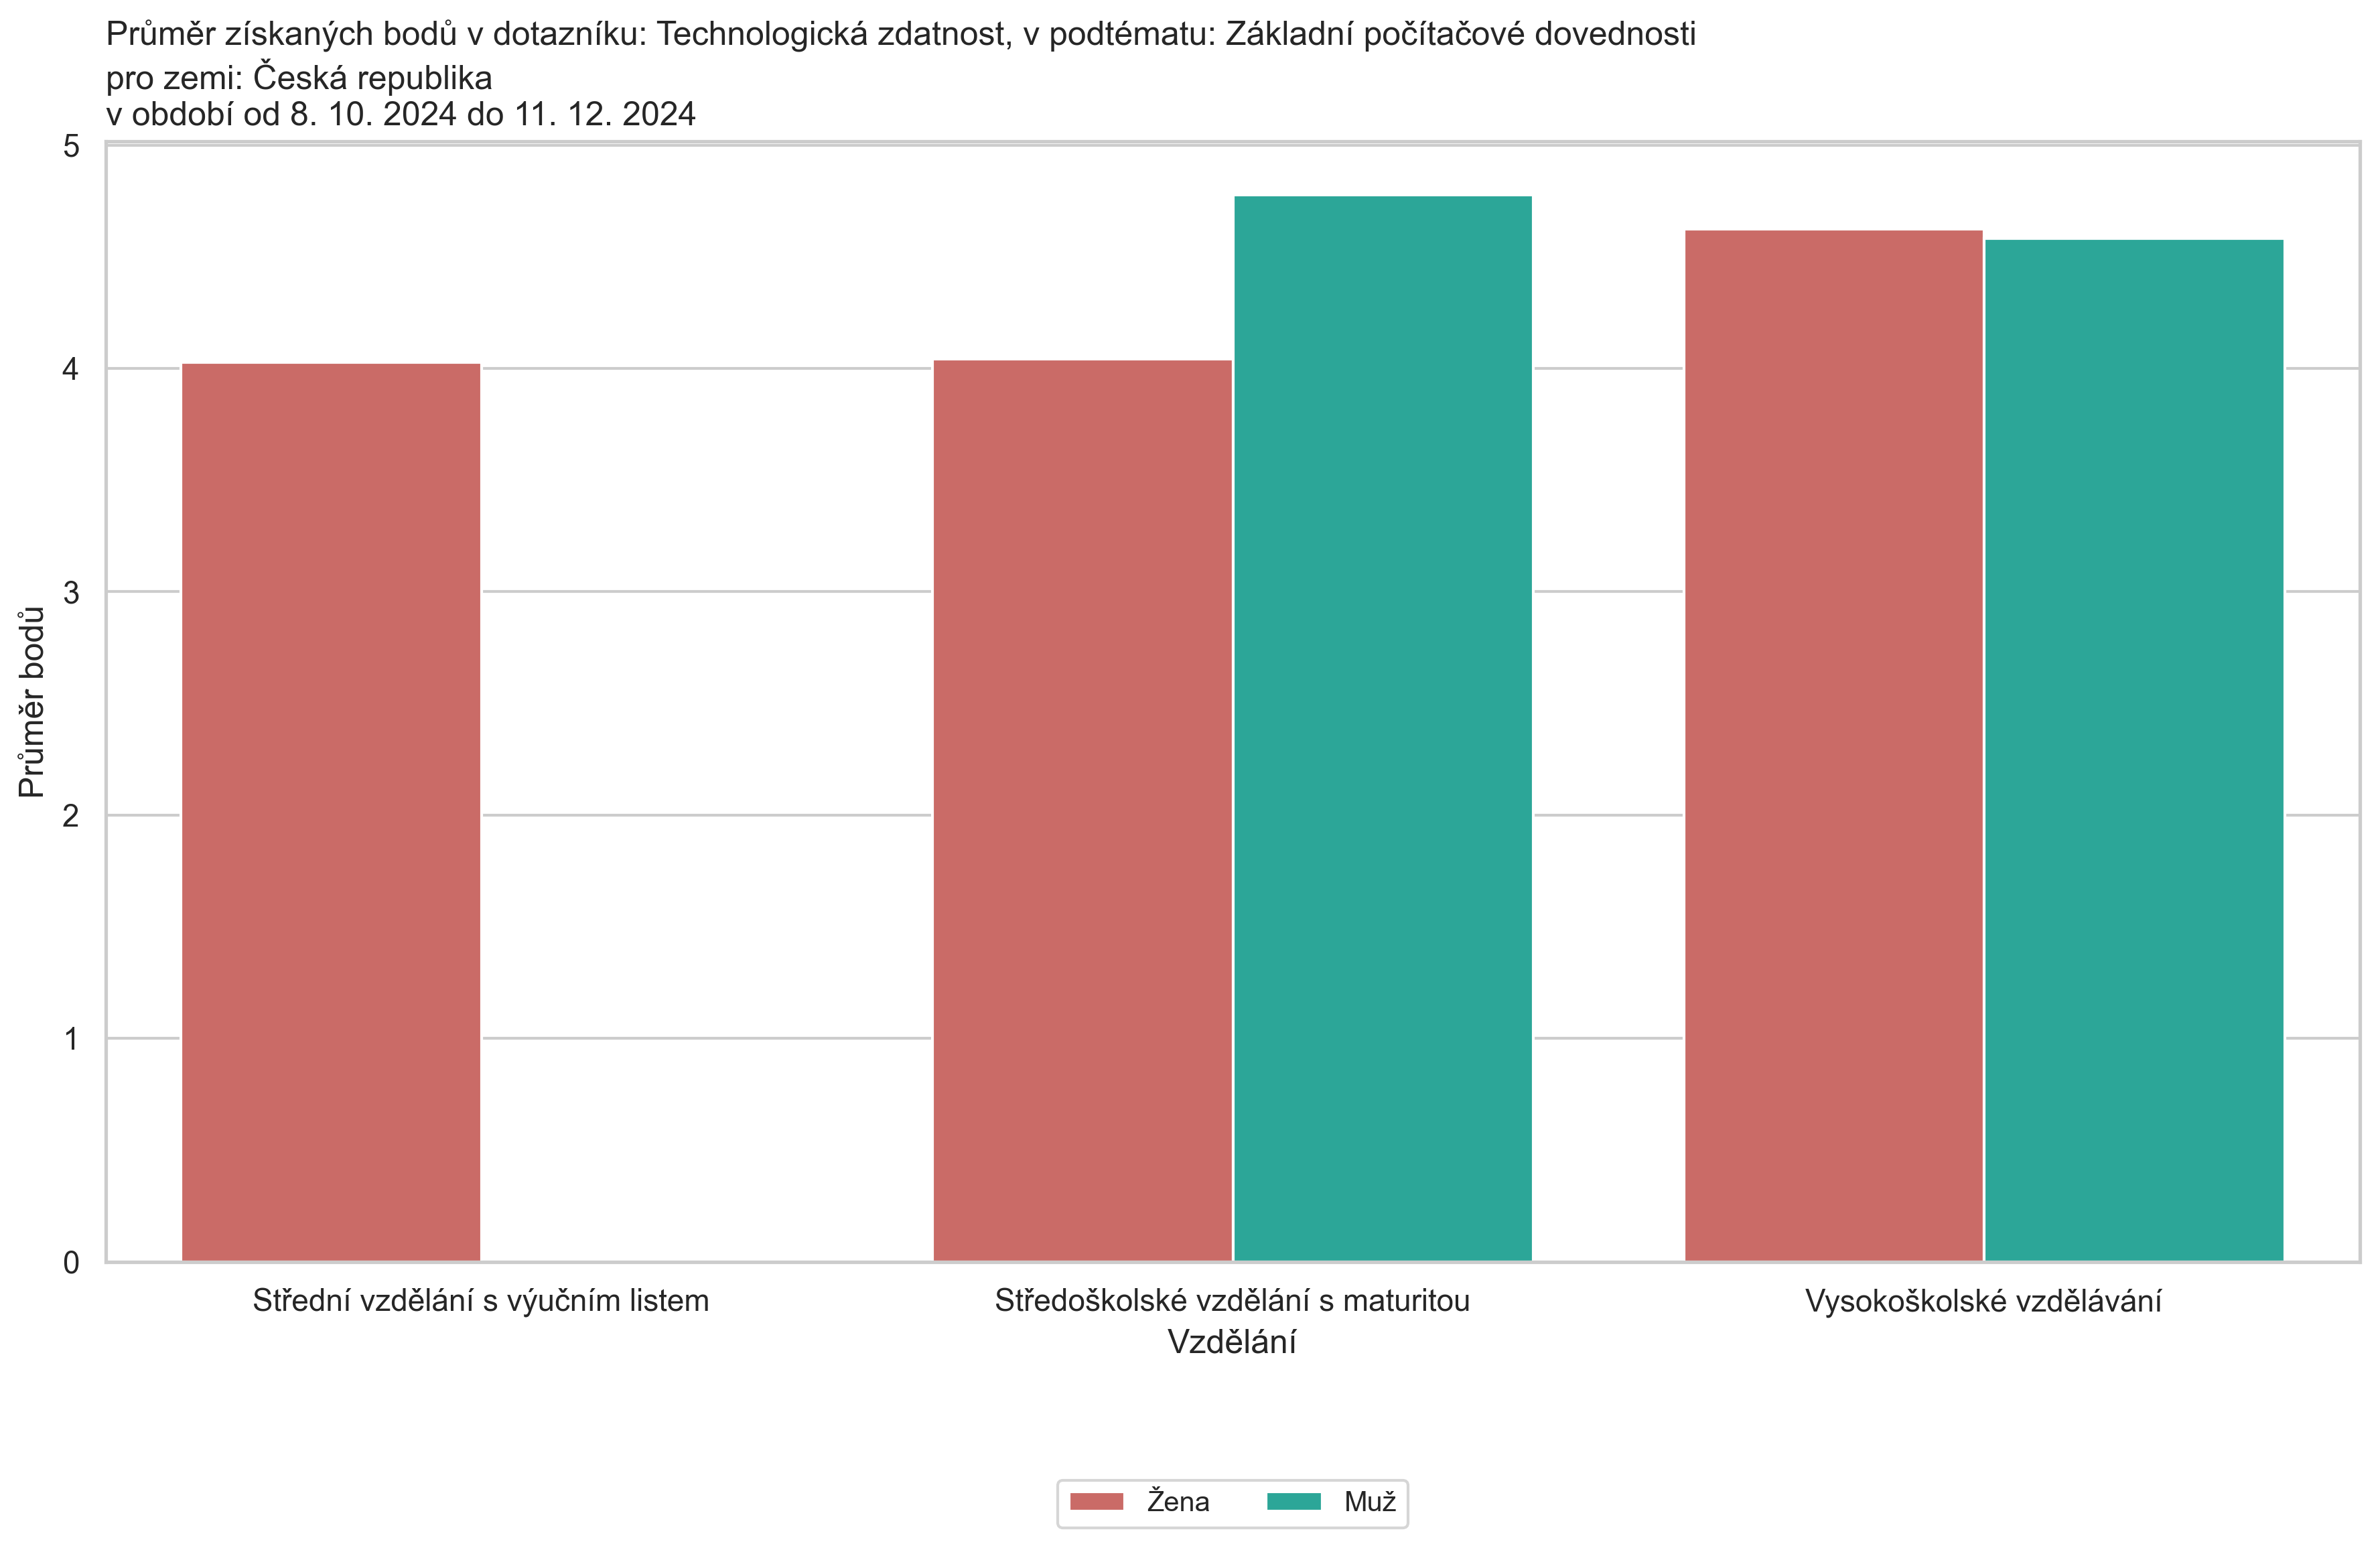 Průměr získaných bodů v dotazníku: Technologická zdatnost, v podtématu: Základní počítačové dovednosti
pro zemi: Česká republika
v období od 8. 10. 2024 do 11. 12. 2024
5
4
3
2
1
0
Průměr bodů
Střední vzdělání s výučním listem
Středoškolské vzdělání s maturitou
Vysokoškolské vzdělávání
Vzdělání
Žena
Muž